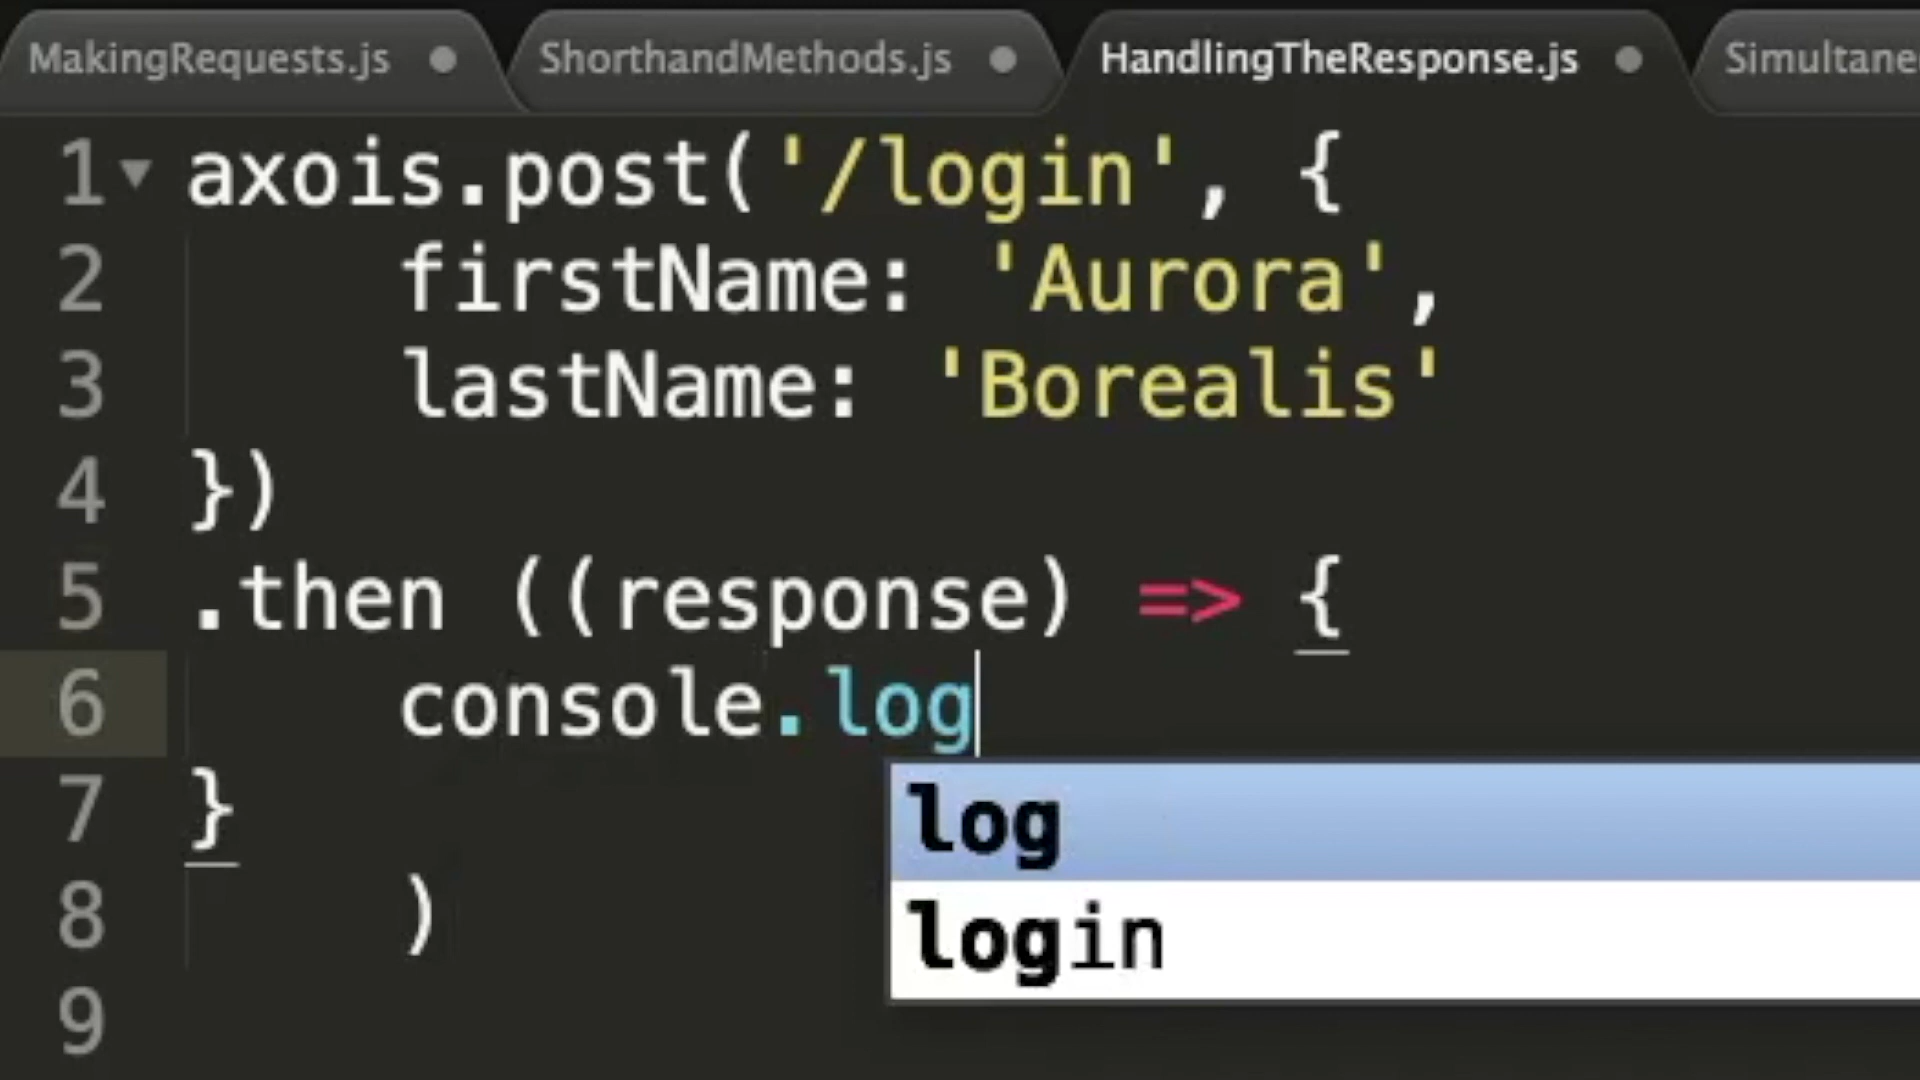 MakingRequests.js ShorthandMethods.js HandlingTheResponse.js Simultane
1 axois.post('/login', {
2 firstName: 'Aurora',
3 lastName: 'Borealis'
4 })
5 .then ((response) => {
6 console.log
7 }
log
8 )
login
9